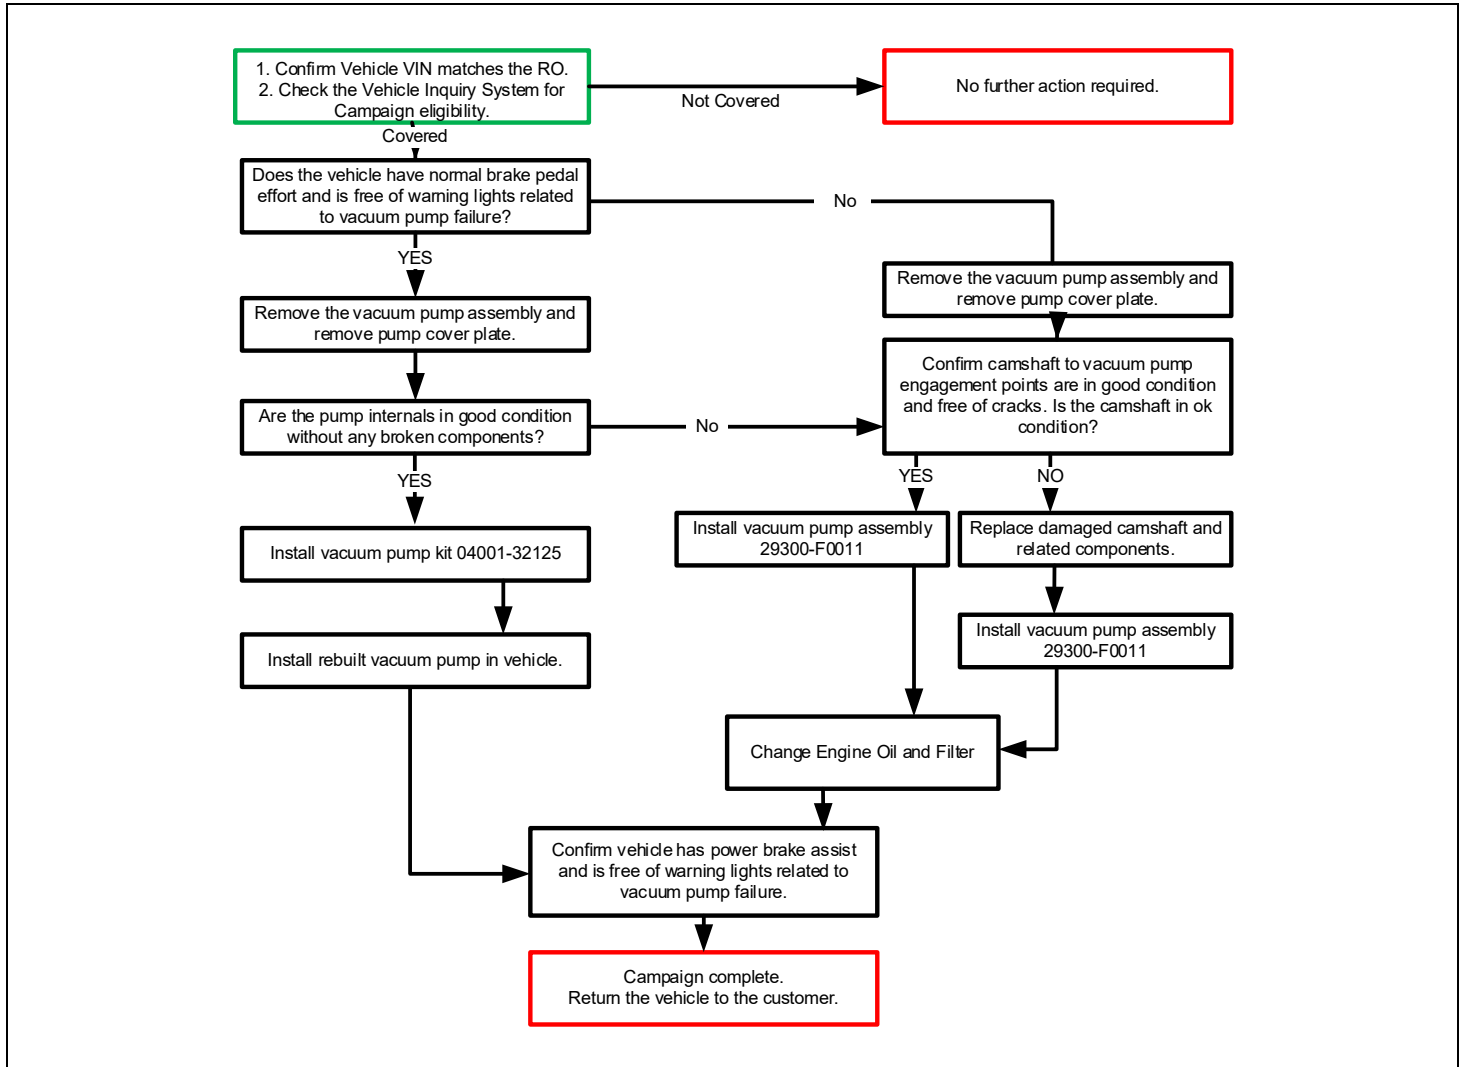 1. Confirm Vehicle VIN matches the RO.
2. Check the Vehicle Inquiry System for
Campaign eligibility.
Not Covered
No further action required.
Covered
Does the vehicle have normal brake pedal
effort and is free of warning lights related
to vacuum pump failure?
No
YES
Remove the vacuum pump assembly and
remove pump cover plate.
Remove the vacuum pump assembly and
remove pump cover plate.
Confirm camshaft to vacuum pump
engagement points are in good condition
and free of cracks. Is the camshaft in ok
condition?
Are the pump internals in good condition
without any broken components?
No
YES
YES
NO
Install vacuum pump kit 04001-32125
Install vacuum pump assembly
29300-F0011
Replace damaged camshaft and
related components.
Install rebuilt vacuum pump in vehicle.
Install vacuum pump assembly
29300-F0011
Change Engine Oil and Filter
Confirm vehicle has power brake assist
and is free of warning lights related to
vacuum pump failure.
Campaign complete.
Return the vehicle to the customer.